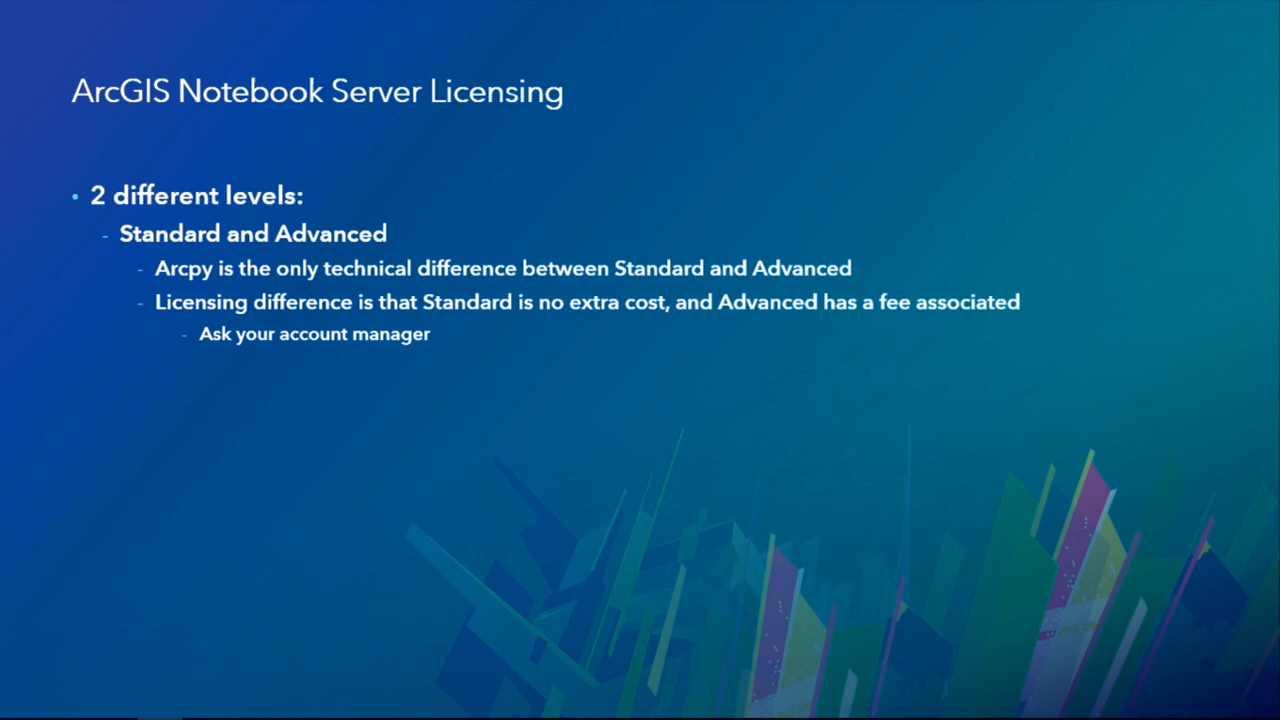 ArcGIS Notebook Server Licensing
• 2 different levels:
- Standard and Advanced
- Arcpy is the only technical difference between Standard and Advanced
- Licensing difference is that Standard is no extra cost, and Advanced has a fee associated
- Ask your account manager